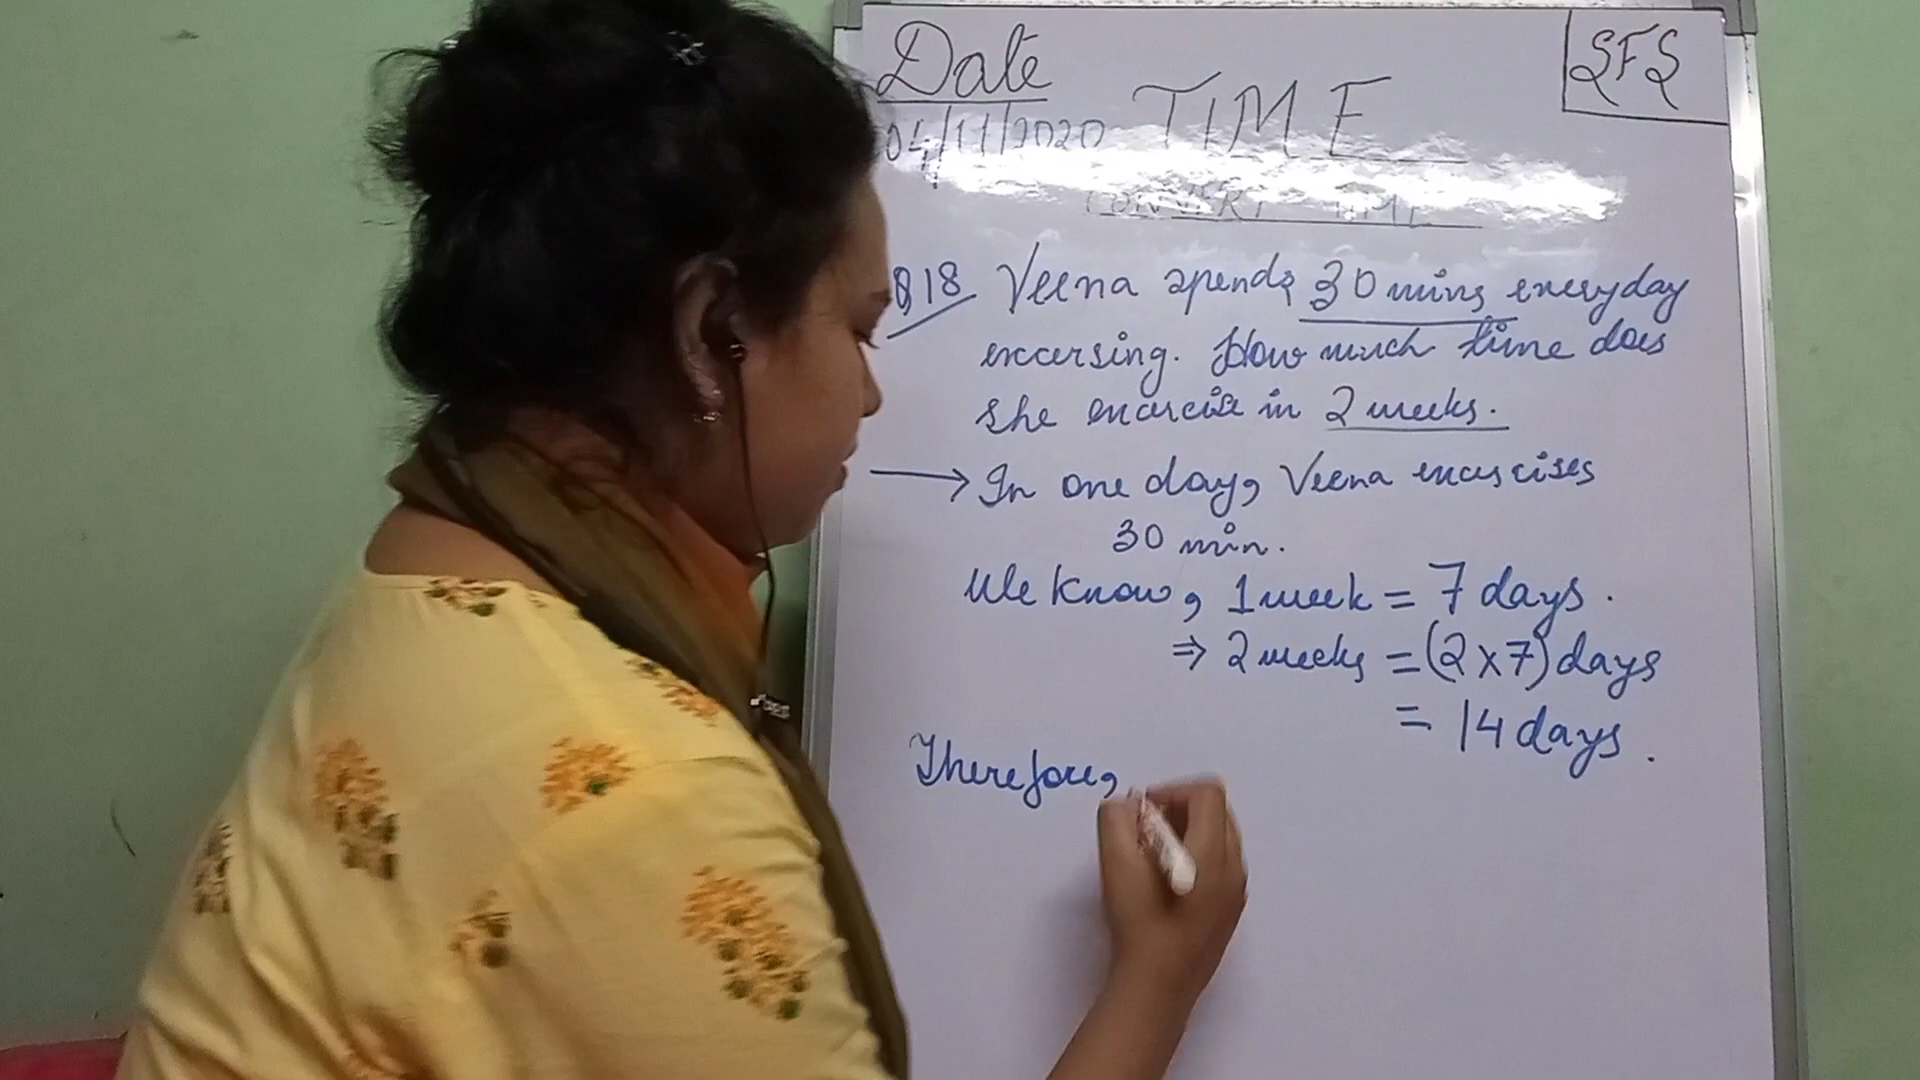 Date
SFS
04/11/2020
TIME
CONVERT TIME
Q18 Veena spends 30 mins everyday
excersing. How much time does
she exercise in 2 weeks.
→ In one day, Veena exercises
30 min.
We know, 1 week = 7 days.
⇒ 2 weeks = (2 x 7) days
= 14 days.
Therefore,